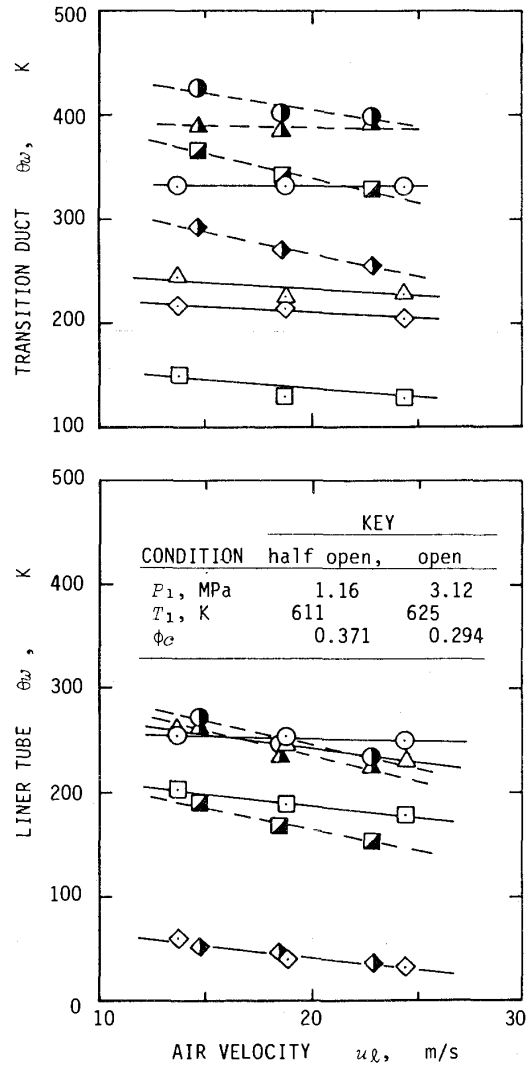 500
400
300
200
100
TRANSITION DUCT θw, K
500
400
300
200
100
0
LINER TUBE θw, K
KEY
CONDITION half open, open
P1, MPa 1.16 3.12
T1, K 611 625
ϕc 0.371 0.294
10 20 30
AIR VELOCITY uℓ, m/s